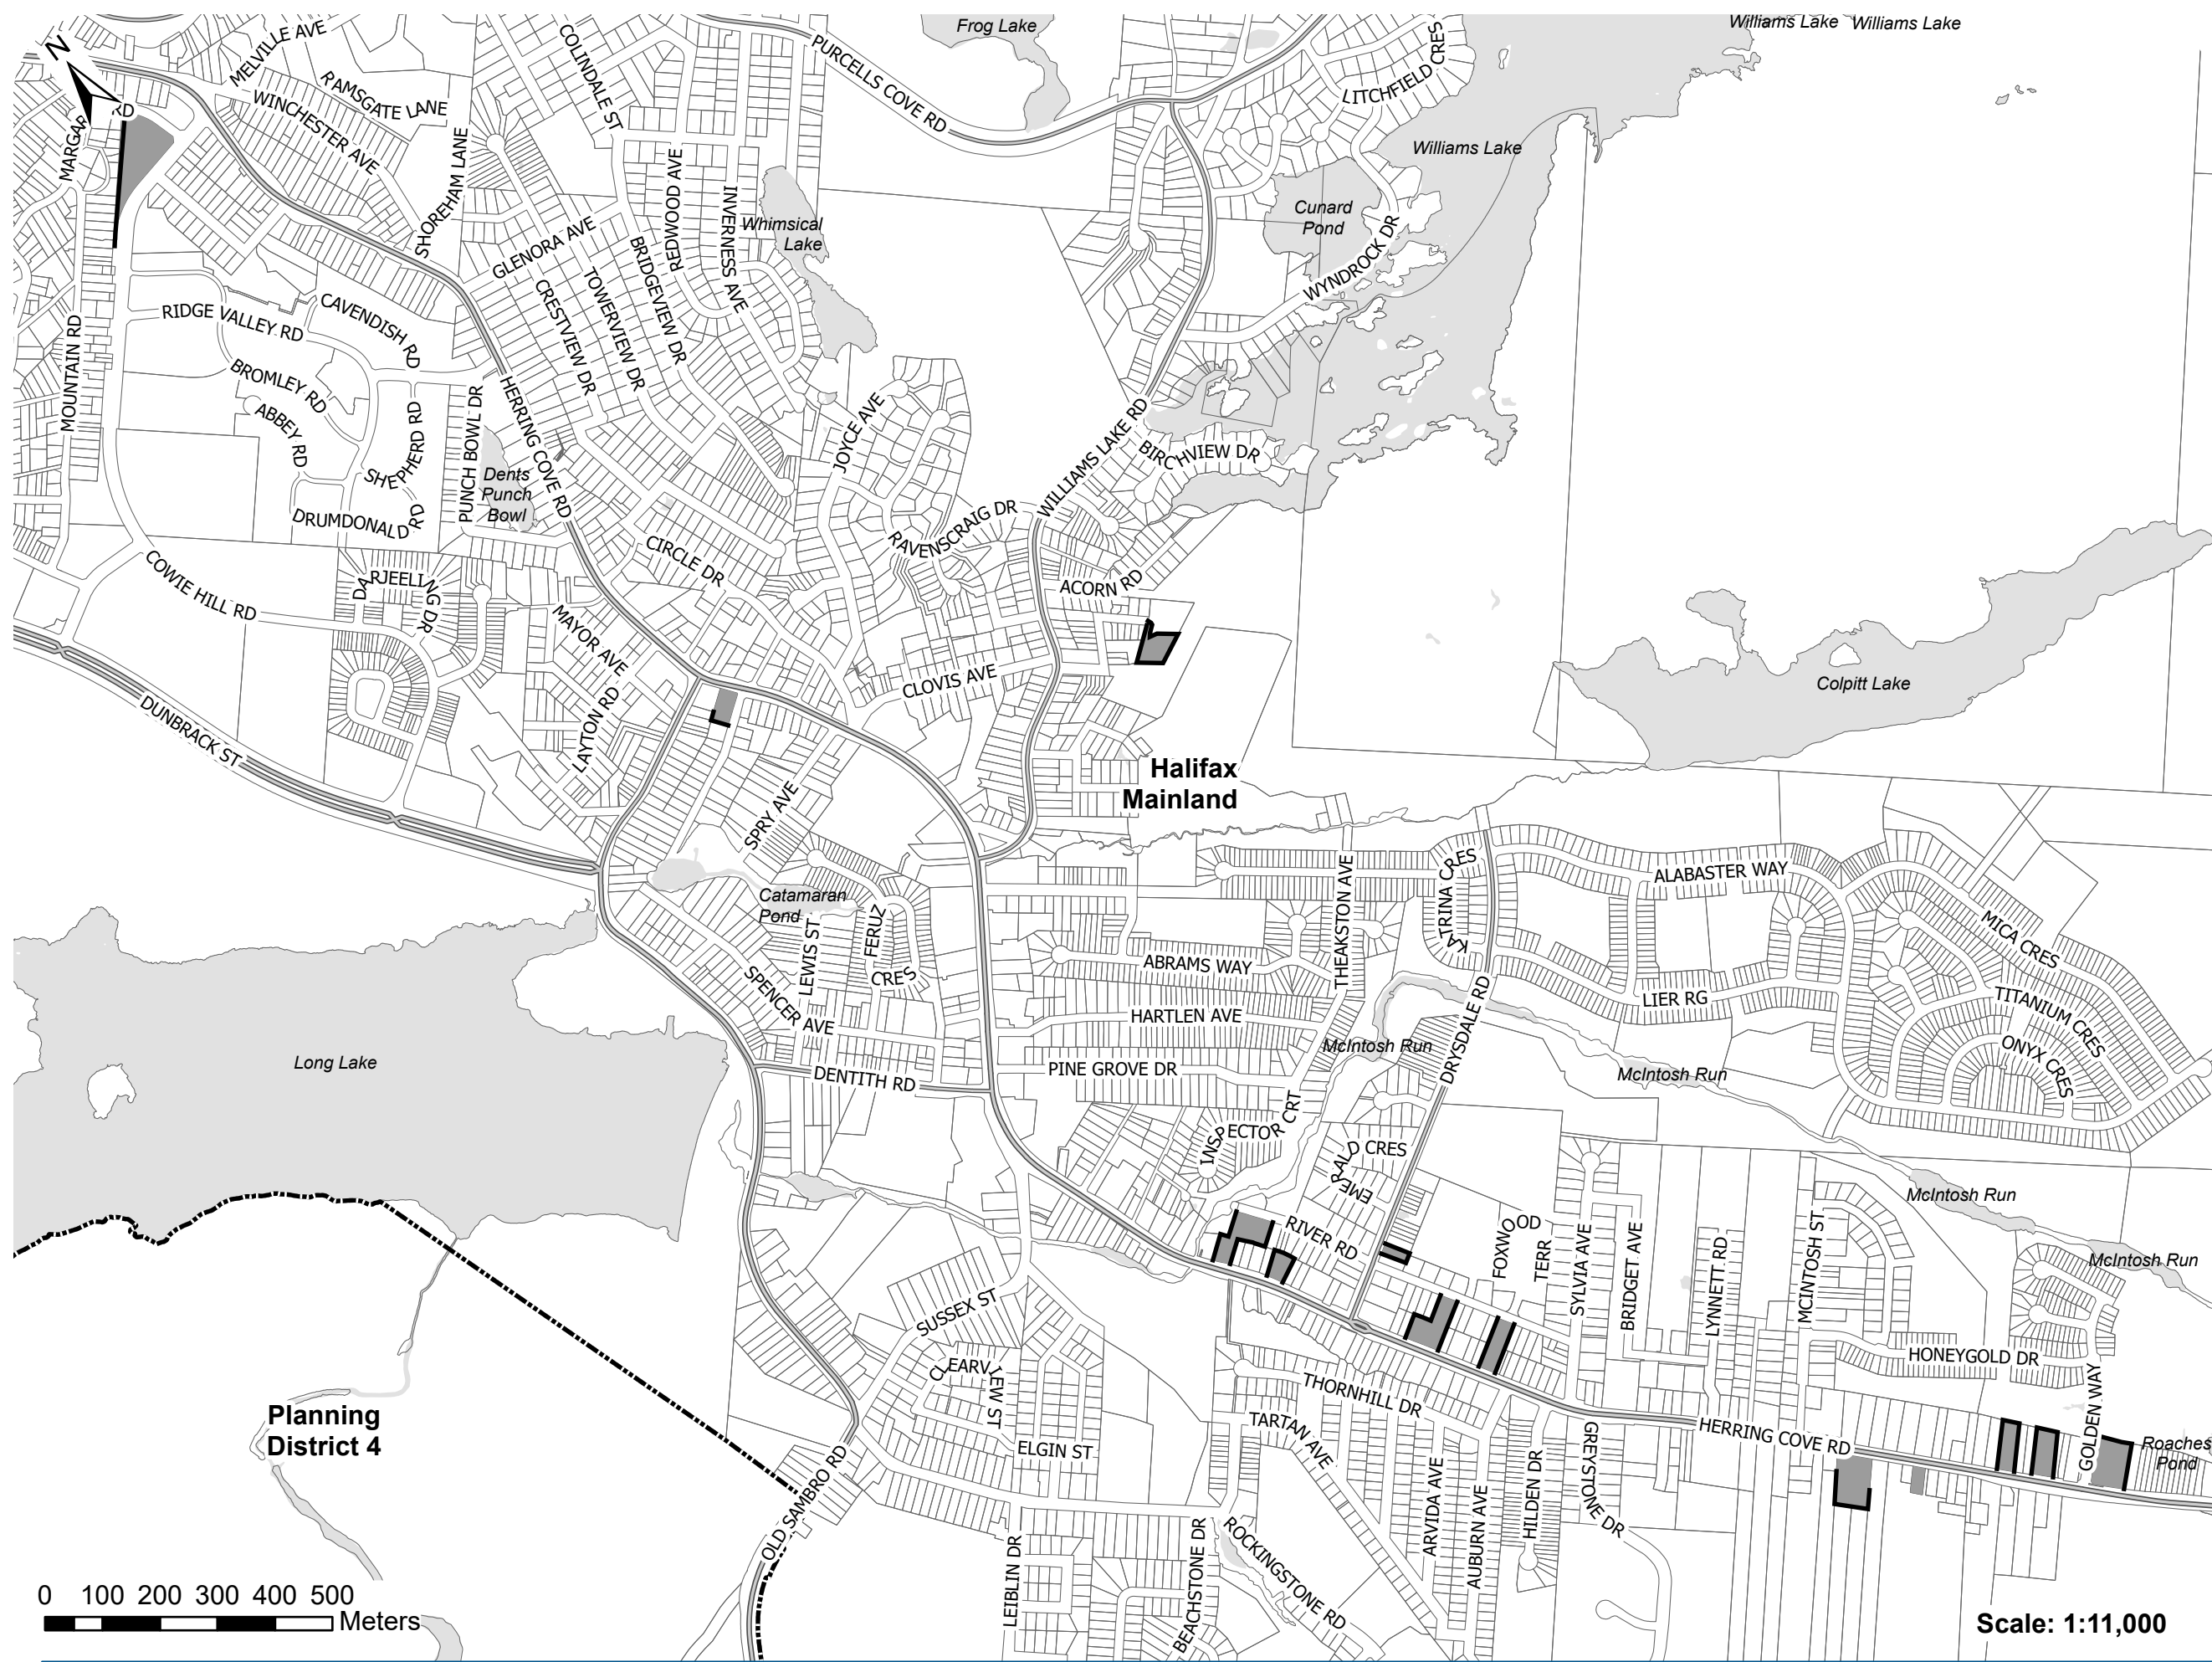 Frog Lake
Williams Lake
Williams Lake
N
MELVILLE AVE
COLINDALE ST
PURCELLS COVE RD
LITCHFIELD CRES
RAMSGATE LANE
WINCHESTER AVE
RD
SHOREHAM LANE
Williams Lake
REDWOOD AVE
INVERNESS AVE
Whimsical
Lake
Cunard
Pond
GLENORA AVE
BRIDGEVIEW DR
TOWERVIEW DR
CRESTVIEW DR
WYNDROCK DR
RIDGE VALLEY RD
CAVENDISH RD
MOUNTAIN RD
BROMLEY RD
ABBEY RD
SHEPHERD RD
PUNCH BOWL DR
HERRING COVE RD
JOYCE AVE
WILLIAMS LAKE RD
BIRCHVIEW DR
Dents
Punch
Bowl
DRUMDONALD RD
RAVENSCRAIG DR
CIRCLE DR
COWIE HILL RD
DARJEELING DR
ACORN RD
MAYOR AVE
CLOVIS AVE
LAYTON RD
DUNBRACK ST
Colpitt Lake
Halifax
Mainland
SPRY AVE
Catamaran
Pond
LEWIS ST
FERUZ
CRES
THEAKSTON AVE
KATRINA CRES
ALABASTER WAY
MICA CRES
ABRAMS WAY
SPENCER AVE
LIER RG
TITANIUM CRES
HARTLEN AVE
DRYSDALE RD
ONYX CRES
McIntosh Run
McIntosh Run
Long Lake
PINE GROVE DR
DENTITH RD
INSPECTOR CRT
EMERALD CRES
McIntosh Run
RIVER RD
FOXWOOD
TERR
SYLVIA AVE
BRIDGET AVE
LYNNETT RD
MCINTOSH ST
McIntosh Run
SUSSEX ST
CLEARVIEW ST
HONEYGOLD DR
THORNHILL DR
TARTAN AVE
GOLDEN WAY
Planning
District 4
ELGIN ST
HERRING COVE RD
Roaches
Pond
OLD SAMBRO RD
ARVIDA AVE
AUBURN AVE
HILDEN DR
GREYSTONE DR
LEIBLIN DR
BEACHSTONE DR
ROCKINGSTONE RD
0 100 200 300 400 500
Meters
Scale: 1:11,000